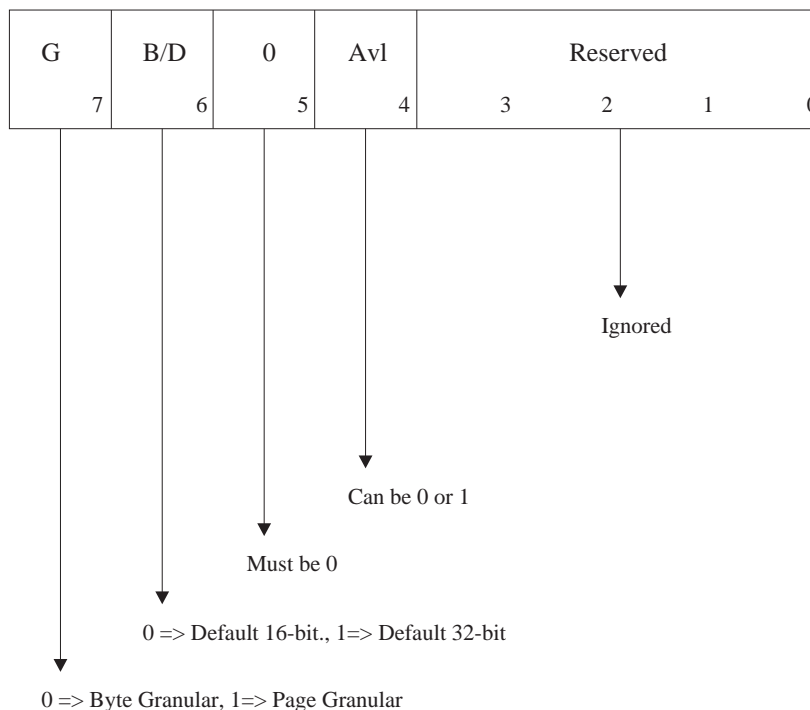 G B/D 0 Avl Reserved
7 6 5 4 3 2 1 0
Ignored
Can be 0 or 1
Must be 0
0 => Default 16-bit., 1=> Default 32-bit
0 => Byte Granular, 1=> Page Granular